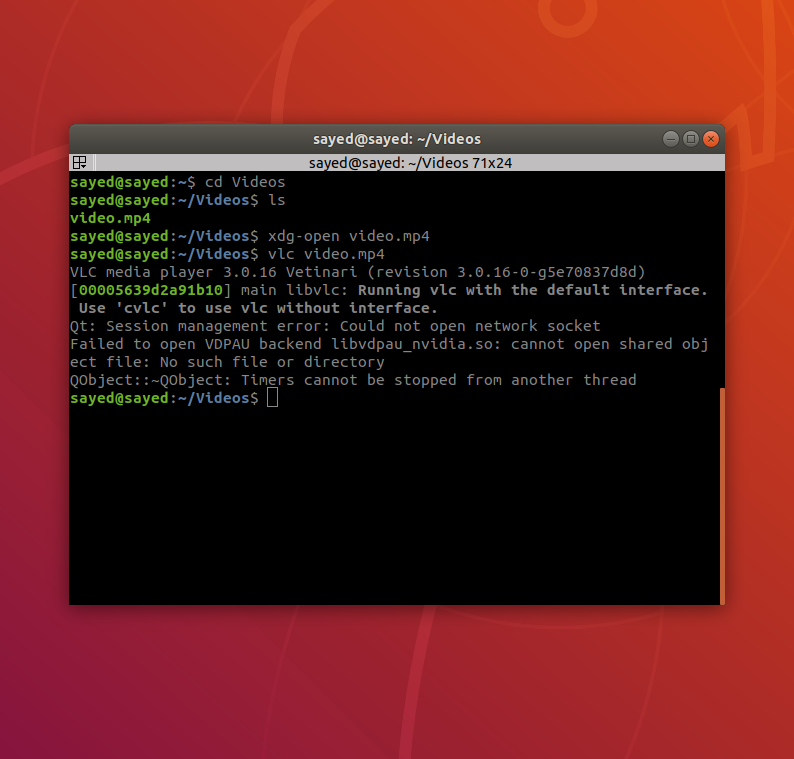 sayed@sayed: ~/Videos
sayed@sayed: ~/Videos 71x24
sayed@sayed:~$ cd Videos
sayed@sayed:~/Videos$ ls
video.mp4
sayed@sayed:~/Videos$ xdg-open video.mp4
sayed@sayed:~/Videos$ vlc video.mp4
VLC media player 3.0.16 Vetinari (revision 3.0.16-0-g5e70837d8d)
[00005639d2a91b10] main libvlc: Running vlc with the default interface.
 Use 'cvlc' to use vlc without interface.
Qt: Session management error: Could not open network socket
Failed to open VDPAU backend libvdpau_nvidia.so: cannot open shared obj
ect file: No such file or directory
QObject::~QObject: Timers cannot be stopped from another thread
sayed@sayed:~/Videos$